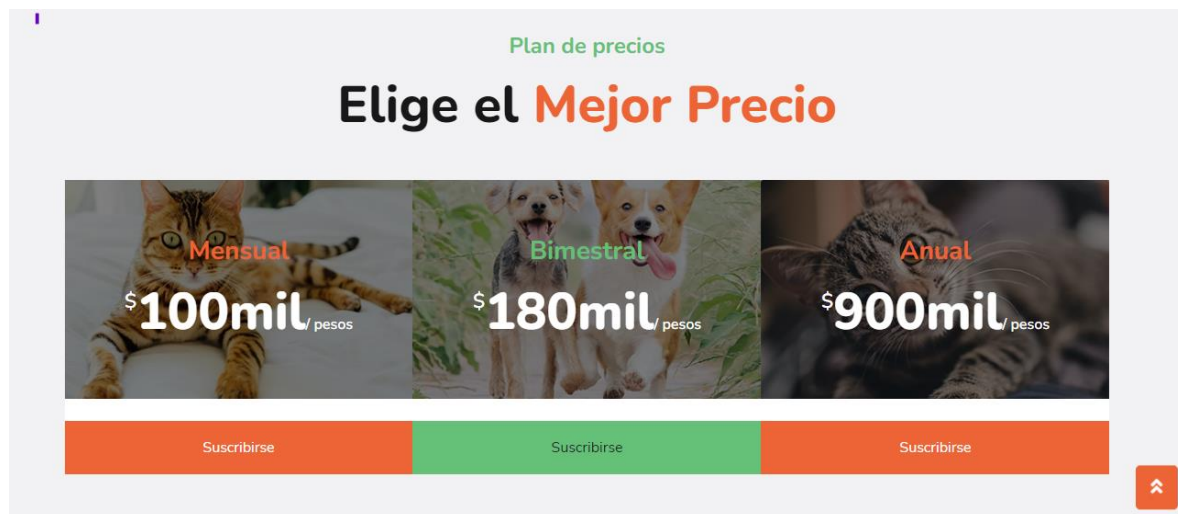 Plan de precios
Elige el Mejor Precio
Mensual
$100mil/ pesos
Suscribirse
Bimestral
$180mil/ pesos
Suscribirse
Anual
$900mil/ pesos
Suscribirse